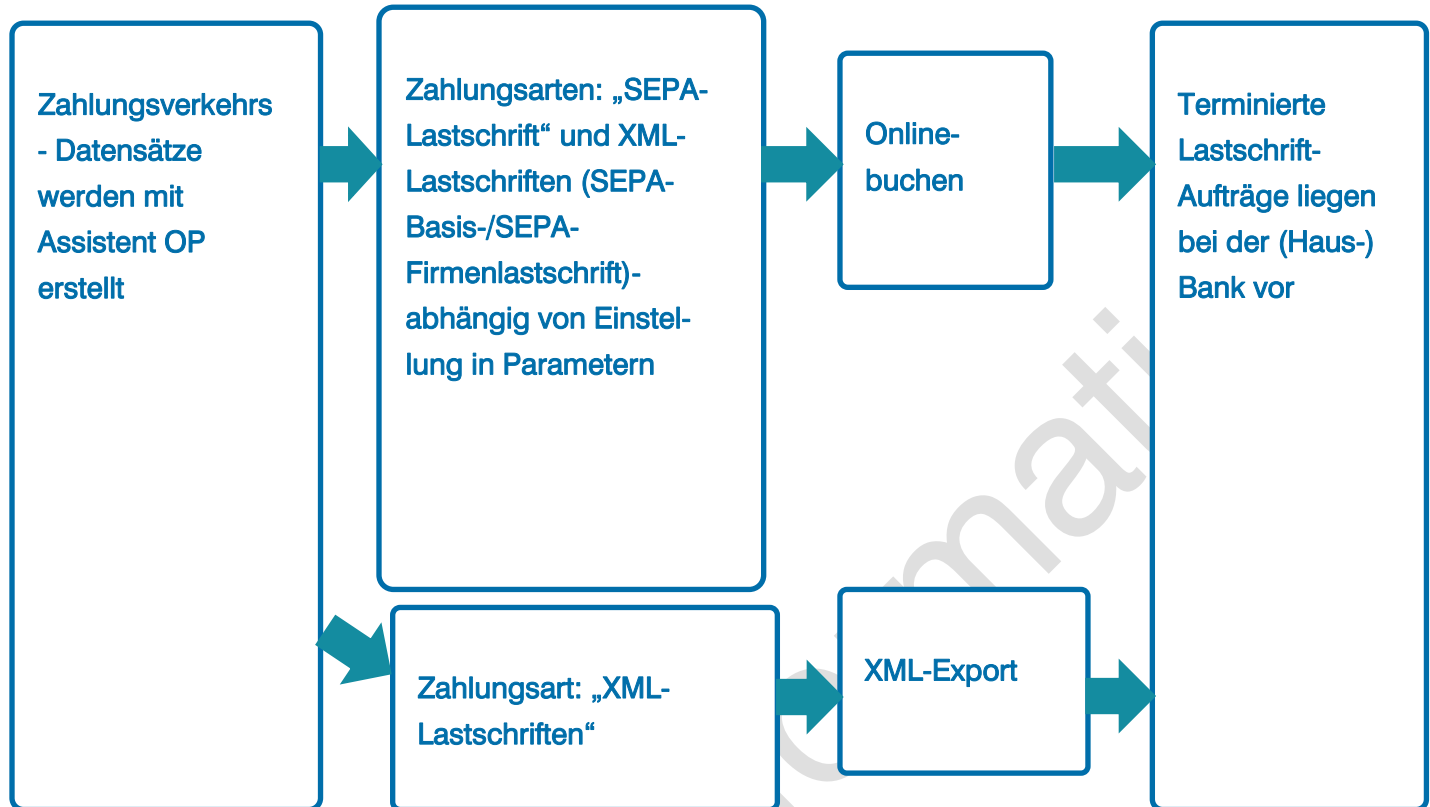 Zahlungsverkehrs
- Datensätze
werden mit
Assistent OP
erstellt
Zahlungsarten: „SEPA-
Lastschrift“ und XML-
Lastschriften (SEPA-
Basis-/SEPA-
Firmenlastschrift)-
abhängig von Einstel-
lung in Parametern
Online-
buchen
Terminierte
Lastschrift-
Aufträge liegen
bei der (Haus-)
Bank vor
Zahlungsart: „XML-
Lastschriften“
XML-Export